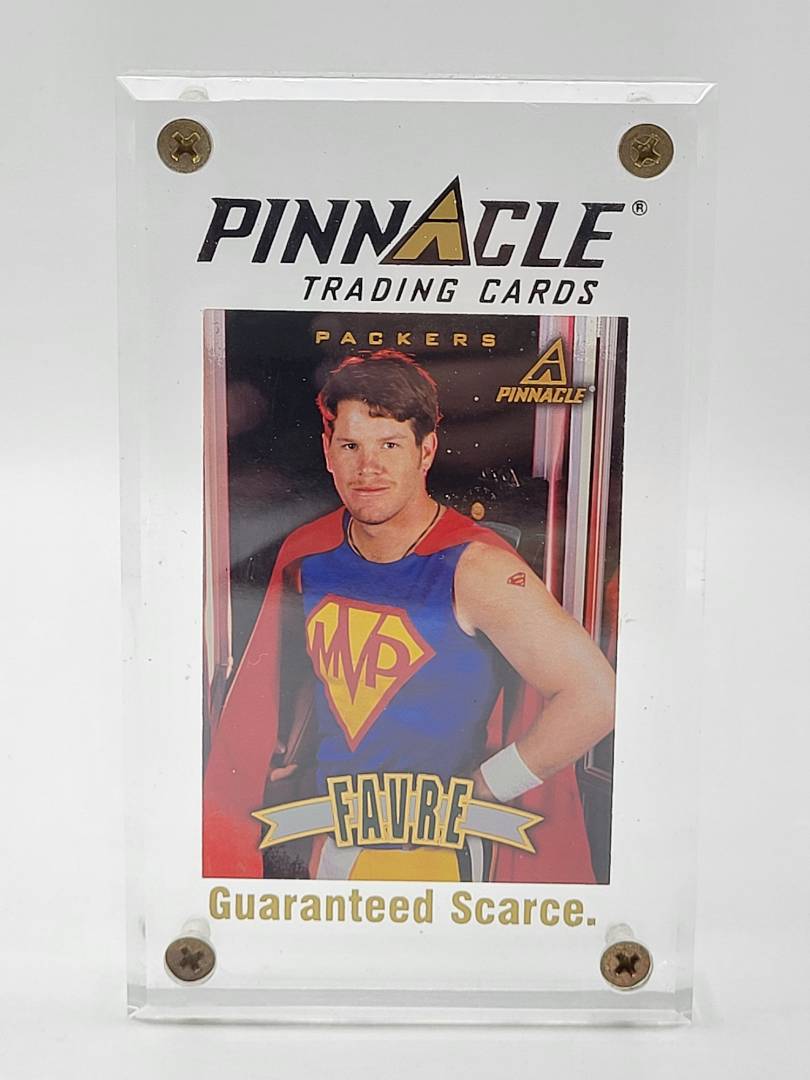 PINNACLE®
TRADING CARDS
PACKERS
PINNACLE
MVP
FAVRE
Guaranteed Scarce.